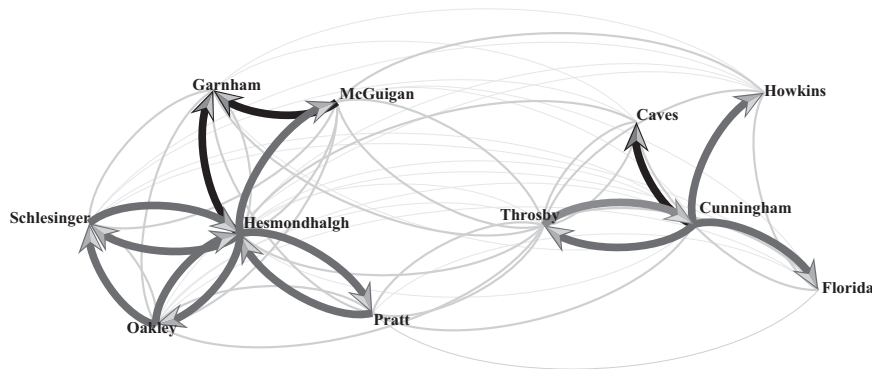 Garnham
McGuigan
Howkins
Caves
Schlesinger
Hesmondhalgh
Throsby
Cunningham
Florida
Oakley
Pratt